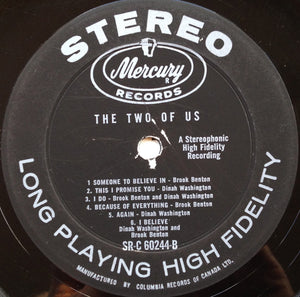 STEREO
Mercury
R
RECORDS
THE TWO OF US
A Stereophonic
High Fidelity
Recording
1 SOMEONE TO BELIEVE IN - Brook Benton
2. THIS I PROMISE YOU - Dinah Washington
3. I DO - Brook Benton and Dinah Washington
4. BECAUSE OF EVERYTHING - Brook Benton
5. AGAIN - Dinah Washington
6. I BELIEVE
Dinah Washington and
Brook Benton
SR-C 60244-B
LONG PLAYING HIGH FIDELITY
MANUFACTURED BY COLUMBIA RECORDS OF CANADA LTD.